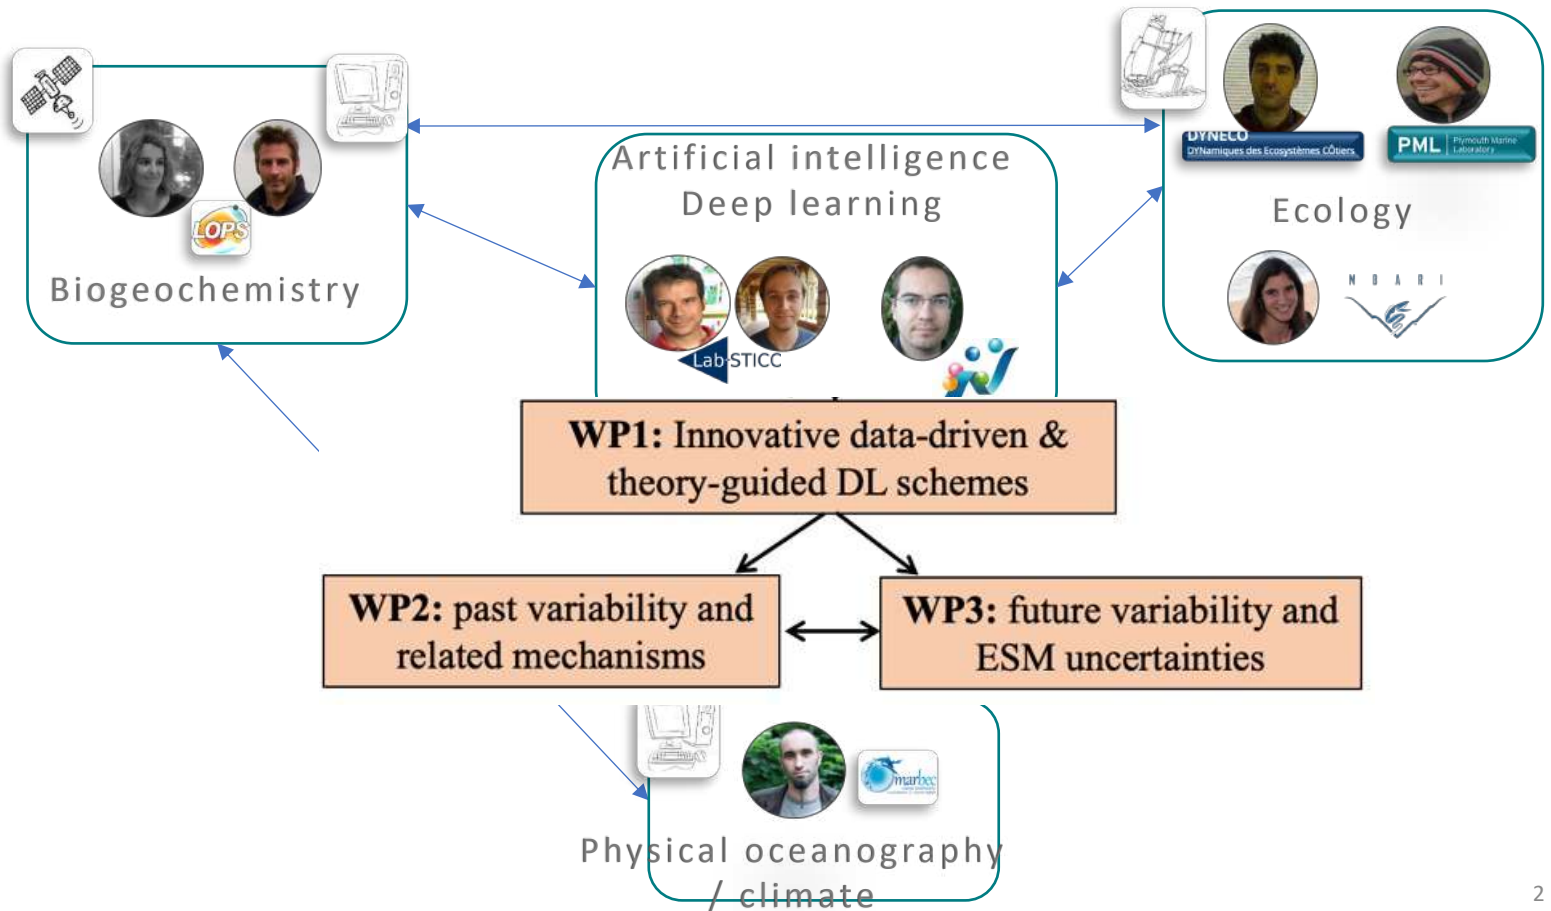 Artificial intelligence
Deep learning
DYNECO
DYNamiques des Ecosystèmes CÔtiers
PML
Plymouth Marine
Laboratory
Ecology
LOPS
Biogeochemistry
MBARI
Lab-STICC
WP1: Innovative data-driven &
theory-guided DL schemes
WP2: past variability and
related mechanisms
WP3: future variability and
ESM uncertainties
marbec
Physical oceanography
/ climate
2